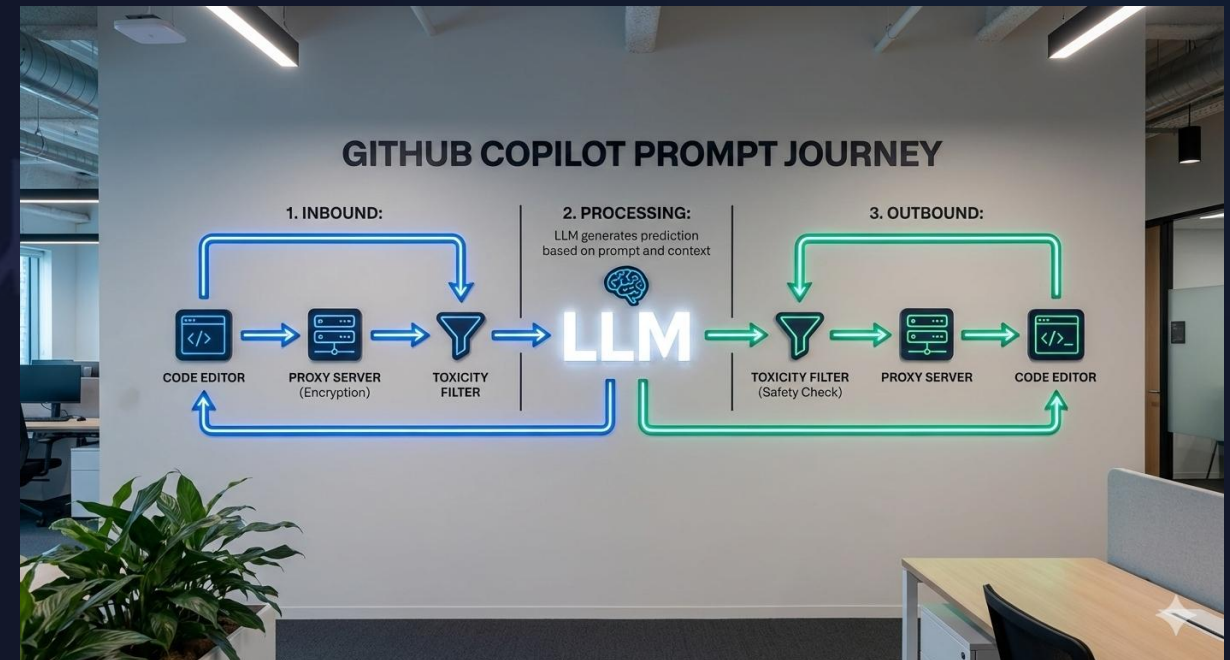 GITHUB COPILOT PROMPT JOURNEY
1. INBOUND:
CODE EDITOR
PROXY SERVER
(Encryption)
TOXICITY
FILTER
2. PROCESSING:
LLM generates prediction
based on prompt and context
LLM
3. OUTBOUND:
TOXICITY FILTER
(Safety Check)
PROXY SERVER
CODE EDITOR